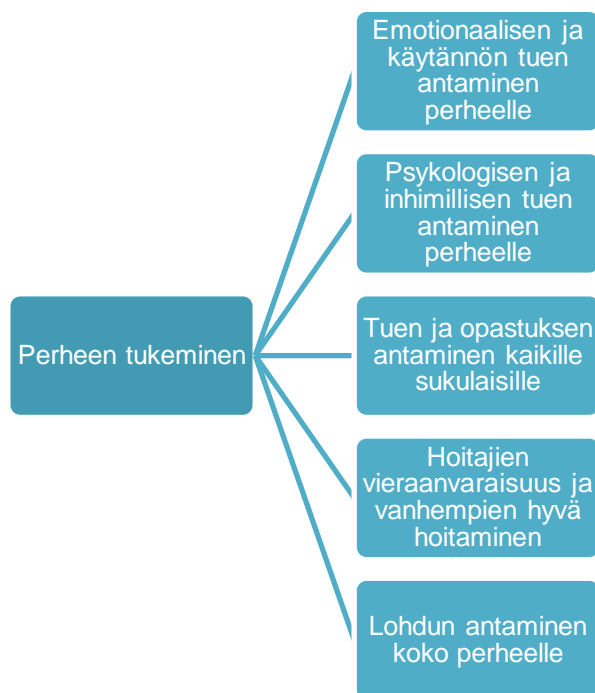 Emotionaalisen ja
käytännön tuen
antaminen
perheelle
Psykologisen ja
inhimillisen tuen
antaminen
perheelle
Perheen tukeminen
Tuen ja opastuksen
antaminen kaikille
sukulaisille
Hoitajien
vieraanvaraisuus ja
vanhempien hyvä
hoitaminen
Lohdun antaminen
koko perheelle